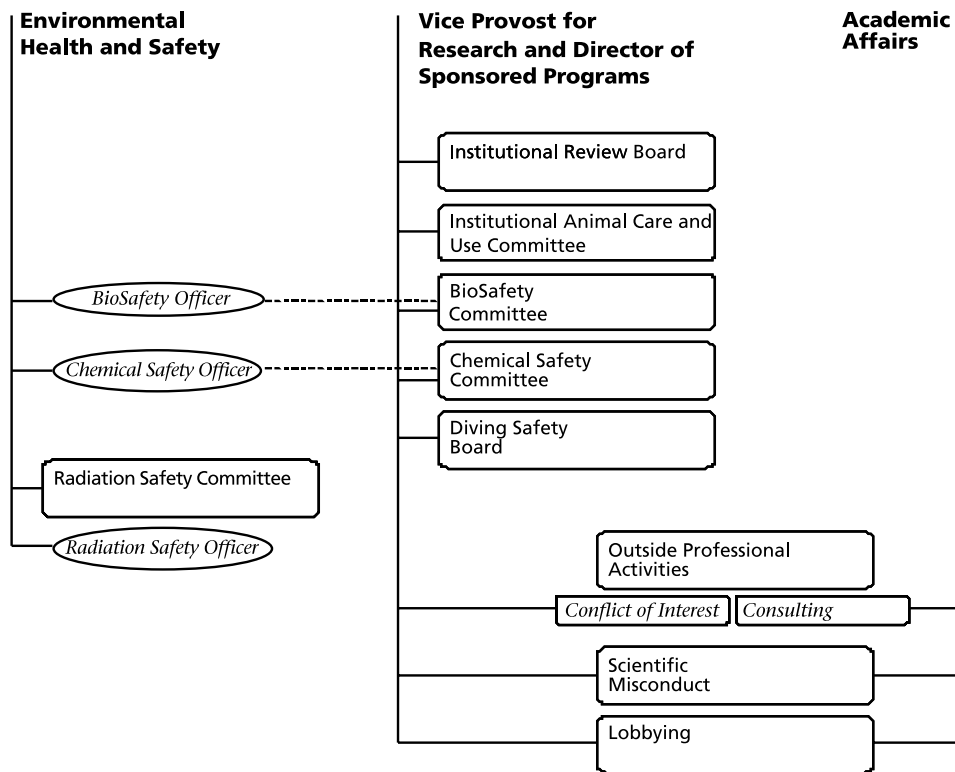 Environmental
Health and Safety
Vice Provost for
Research and Director of
Sponsored Programs
Academic
Affairs
Institutional Review Board
Institutional Animal Care and
Use Committee
BioSafety Officer
BioSafety
Committee
Chemical Safety Officer
Chemical Safety
Committee
Diving Safety
Board
Radiation Safety Committee
Radiation Safety Officer
Outside Professional
Activities
Conflict of Interest
Consulting
Scientific
Misconduct
Lobbying